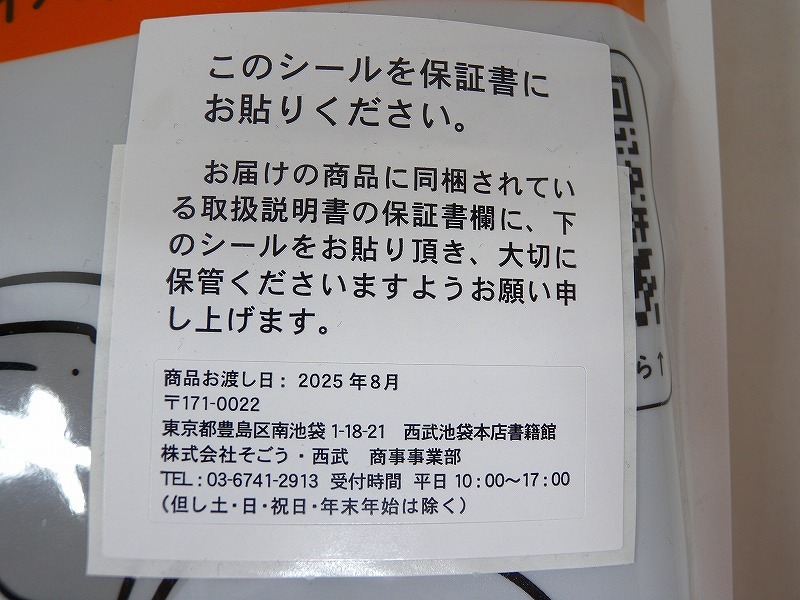 このシールを保証書に
お貼りください。
お届けの商品に同梱されてい
る取扱説明書の保証書欄に、下
のシールをお貼り頂き、大切に
保管くださいますようお願い申
し上げます。
商品お渡し日: 2025年8月
〒171-0022
東京都豊島区南池袋1-18-21 西武池袋本店書籍館
株式会社そごう・西武 商事事業部
TEL:03-6741-2913 受付時間 平日10:00～17:00
(但し土・日・祝日・年末年始は除く)
ら↑